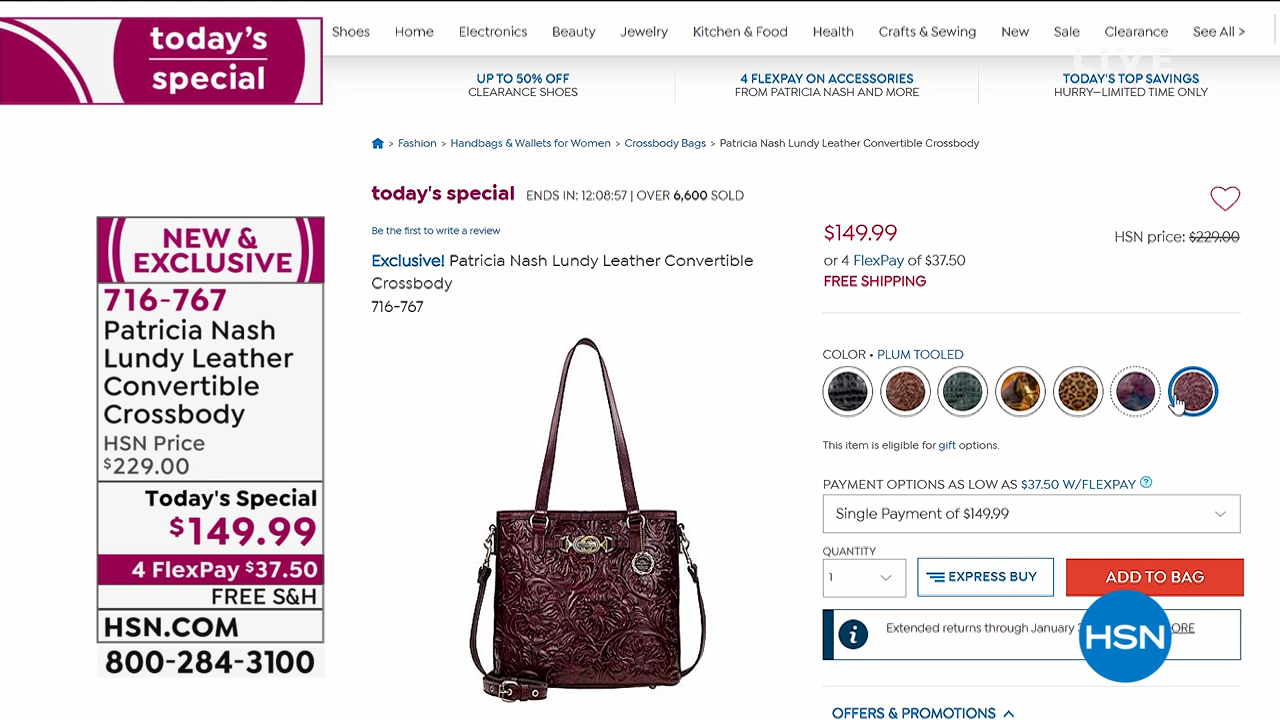 today's
special
Shoes Home Electronics Beauty Jewelry Kitchen & Food Health Crafts & Sewing New Sale Clearance See All >
LIVE
UP TO 50% OFF
CLEARANCE SHOES
4 FLEXPAY ON ACCESSORIES
FROM PATRICIA NASH AND MORE
TODAY'S TOP SAVINGS
HURRY—LIMITED TIME ONLY
> Fashion > Handbags & Wallets for Women > Crossbody Bags > Patricia Nash Lundy Leather Convertible Crossbody
today's special ENDS IN: 12:08:57 | OVER 6,600 SOLD
Be the first to write a review
Exclusive! Patricia Nash Lundy Leather Convertible
Crossbody
716-767
$149.99
HSN price: $229.00
or 4 FlexPay of $37.50
FREE SHIPPING
COLOR • PLUM TOOLED
This item is eligible for gift options.
PAYMENT OPTIONS AS LOW AS $37.50 W/FLEXPAY ?
Single Payment of $149.99
QUANTITY
1
EXPRESS BUY
ADD TO BAG
i
Extended returns through January
ORE
HSN
OFFERS & PROMOTIONS
NEW &
EXCLUSIVE
716-767
Patricia Nash
Lundy Leather
Convertible
Crossbody
HSN Price
$229.00
Today's Special
$149.99
4 FlexPay $37.50
FREE S&H
HSN.COM
800-284-3100